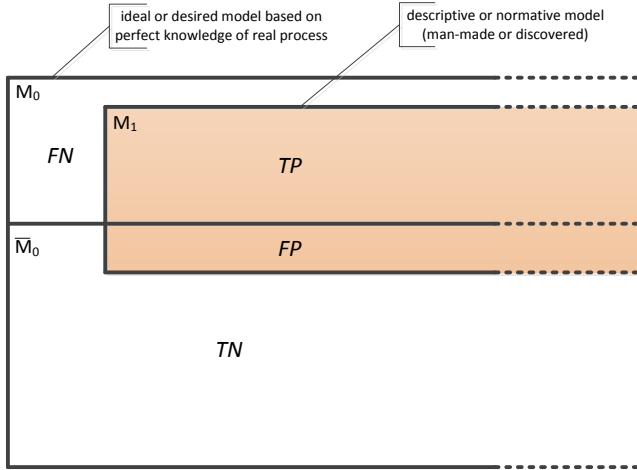 ideal or desired model based on
perfect knowledge of real process
descriptive or normative model
(man-made or discovered)
M₀
M₁
FN
TP
M̅₀
FP
TN